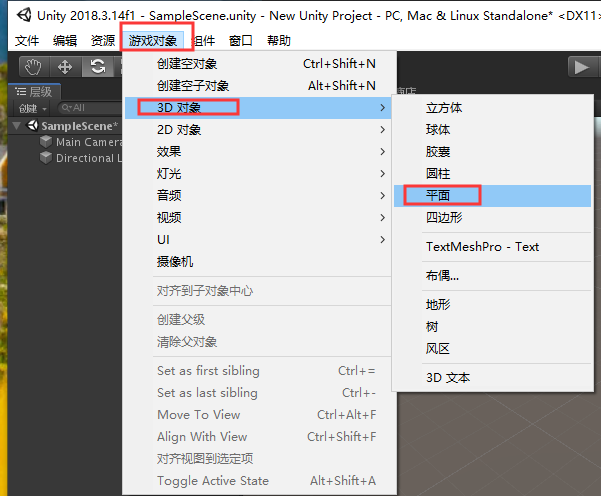 Unity 2018.3.14f1 - SampleScene.unity - New Unity Project - PC, Mac & Linux Standalone* <DX11>
文件 编辑 资源 游戏对象 组件 窗口 帮助
层级
创建 All
SampleScene*
Main Camera
Directional L
创建空对象 Ctrl+Shift+N
创建空子对象 Alt+Shift+N
3D 对象
2D 对象
效果
灯光
音频
视频
UI
摄像机
对齐到子对象中心
创建父级
清除父对象
Set as first sibling Ctrl+=
Set as last sibling Ctrl+-
Move To View Ctrl+Alt+F
Align With View Ctrl+Shift+F
对齐视图到选定项
Toggle Active State Alt+Shift+A
立方体
球体
胶囊
圆柱
平面
四边形
TextMeshPro - Text
布偶...
地形
树
风区
3D 文本